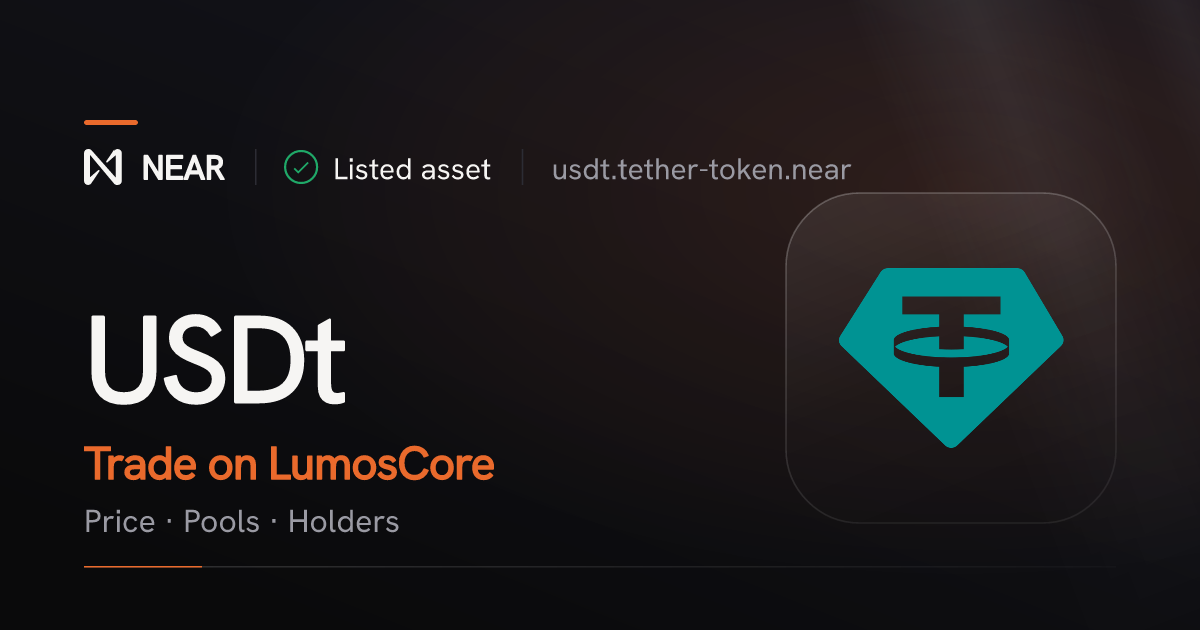 NEAR Listed asset usdt.tether-token.near
USDt
Trade on LumosCore
Price · Pools · Holders